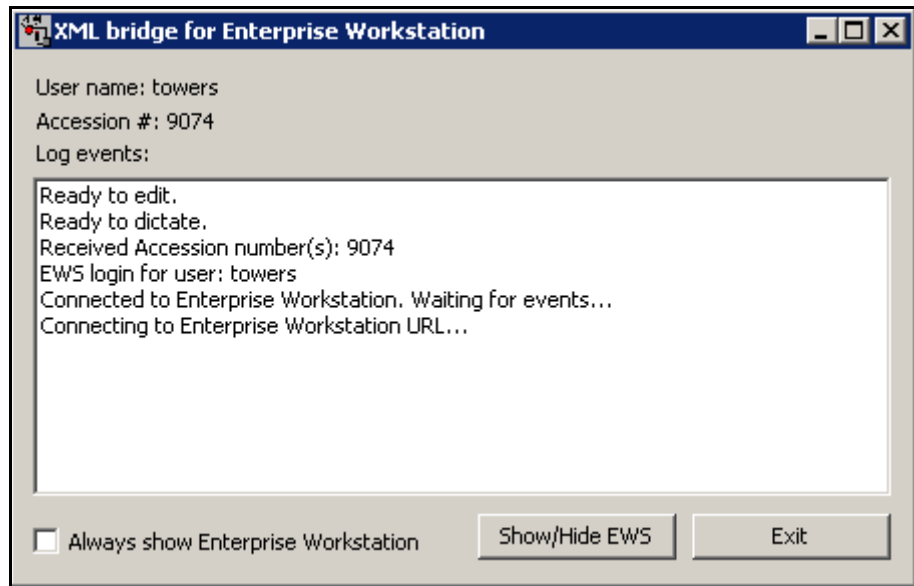 XML bridge for Enterprise Workstation
User name: towers
Accession #: 9074
Log events:
Ready to edit.
Ready to dictate.
Received Accession number(s): 9074
EWS login for user: towers
Connected to Enterprise Workstation. Waiting for events...
Connecting to Enterprise Workstation URL...
Always show Enterprise Workstation
Show/Hide EWS
Exit